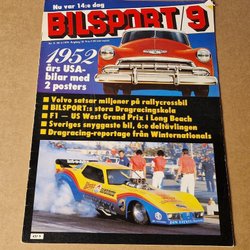 Nu var 14:e dag
BILSPORT/9
1952
års USA-
bilar med
2 posters
■ Volvo satsar miljoner på rallycrossbil
■ BILSPORT:s stora Dragracingskola
■ F1 — US West Grand Prix i Long Beach
■ Sveriges snyggaste bil, 6:e deltävlingen
■ Dragracing-reportage från Winternationals